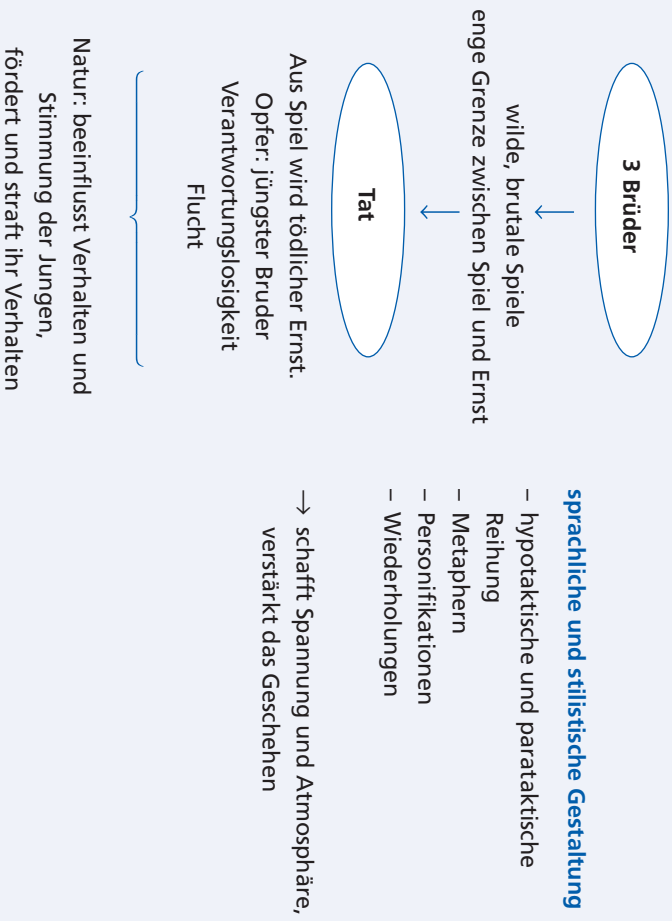 3 Brüder
wilde, brutale Spiele
enge Grenze zwischen Spiel und Ernst
Tat
Aus Spiel wird tödlicher Ernst.
Opfer: jüngster Bruder
Verantwortungslosigkeit
Flucht
Natur: beeinflusst Verhalten und
Stimmung der Jungen,
fördert und straft ihr Verhalten
sprachliche und stilistische Gestaltung
– hypotaktische und parataktische
Reihung
– Metaphern
– Personifikationen
– Wiederholungen
→ schafft Spannung und Atmosphäre,
verstärkt das Geschehen